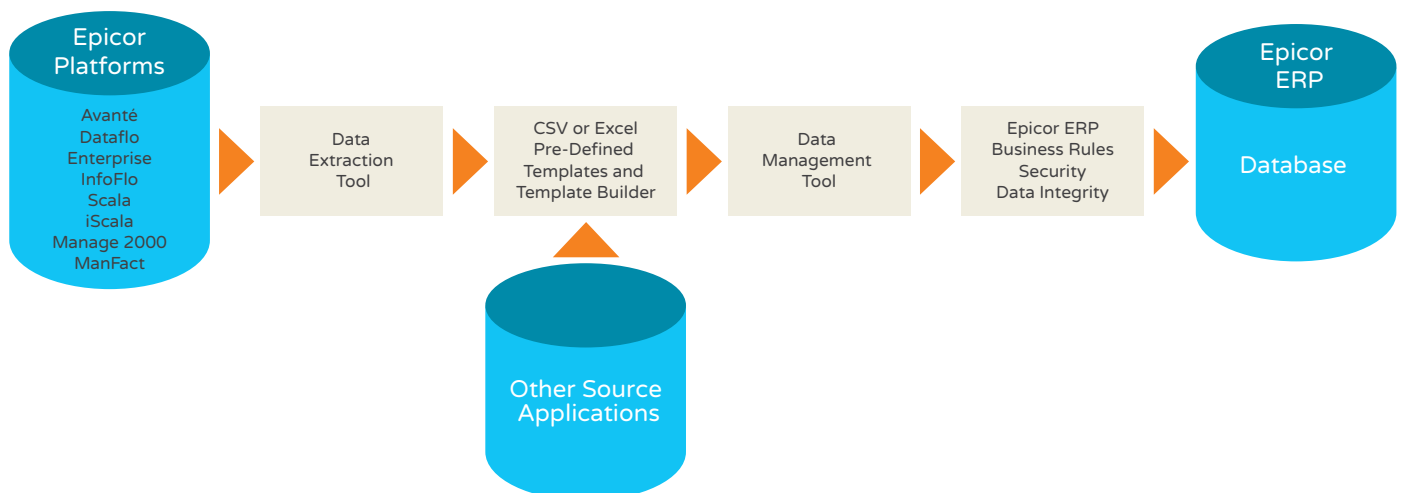 Epicor
Platforms
Avanté
Dataflo
Enterprise
InfoFlo
Scala
iScala
Manage 2000
ManFact
Data
Extraction
Tool
CSV or Excel
Pre-Defined
Templates and
Template Builder
Data
Management
Tool
Epicor ERP
Business Rules
Security
Data Integrity
Epicor
ERP
Database
Other Source
Applications